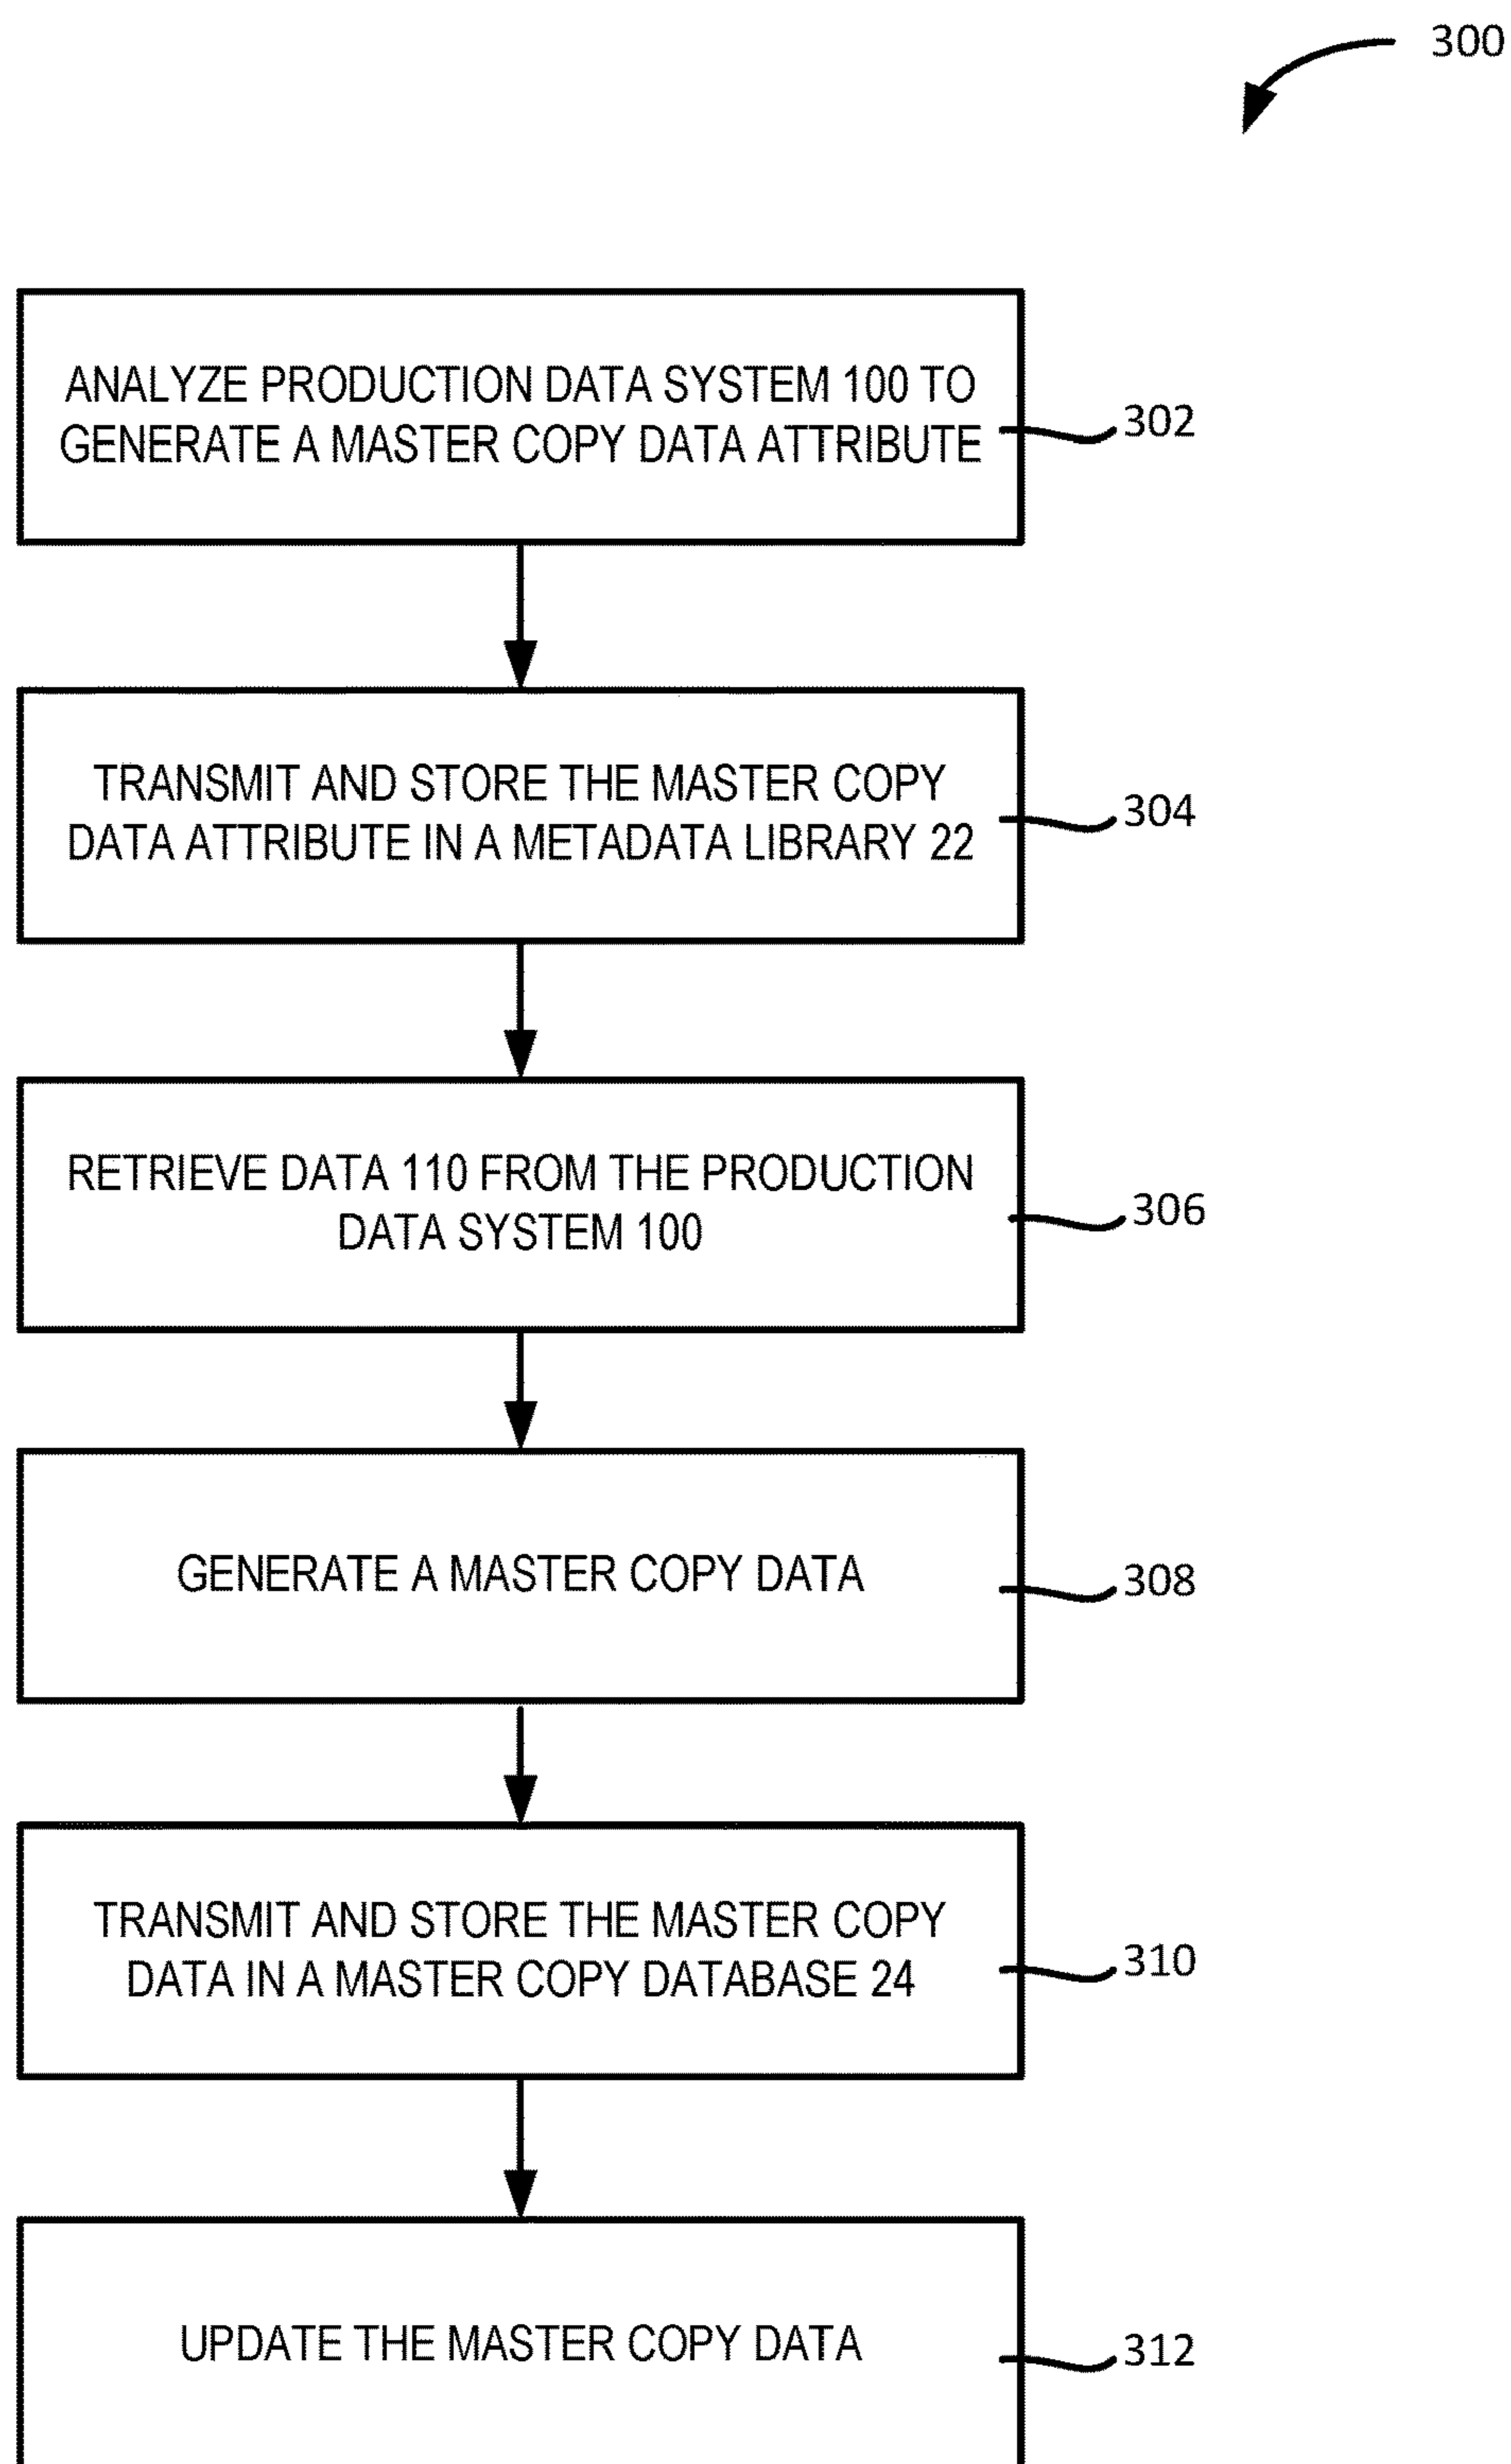 300
ANALYZE PRODUCTION DATA SYSTEM 100 TO
GENERATE A MASTER COPY DATA ATTRIBUTE
302
TRANSMIT AND STORE THE MASTER COPY
DATA ATTRIBUTE IN A METADATA LIBRARY 22
304
RETRIEVE DATA 110 FROM THE PRODUCTION
DATA SYSTEM 100
306
GENERATE A MASTER COPY DATA
308
TRANSMIT AND STORE THE MASTER COPY
DATA IN A MASTER COPY DATABASE 24
310
UPDATE THE MASTER COPY DATA
312